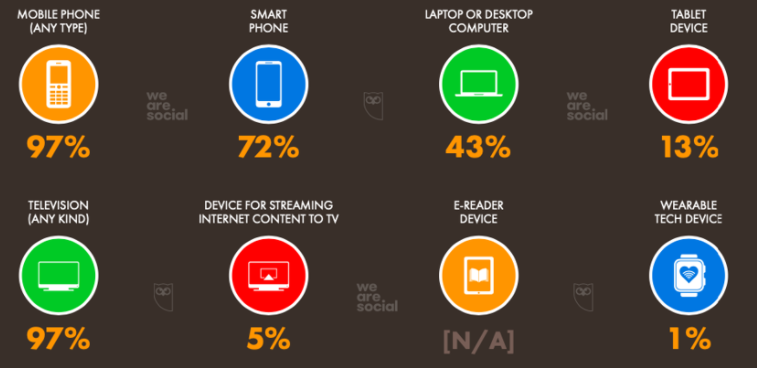 MOBILE PHONE
(ANY TYPE)
SMART
PHONE
LAPTOP OR DESKTOP
COMPUTER
TABLET
DEVICE
we
are
social
we
are
social
97%
72%
43%
13%
TELEVISION
(ANY KIND)
DEVICE FOR STREAMING
INTERNET CONTENT TO TV
E-READER
DEVICE
WEARABLE
TECH DEVICE
we
are
social
97%
5%
[N/A]
1%